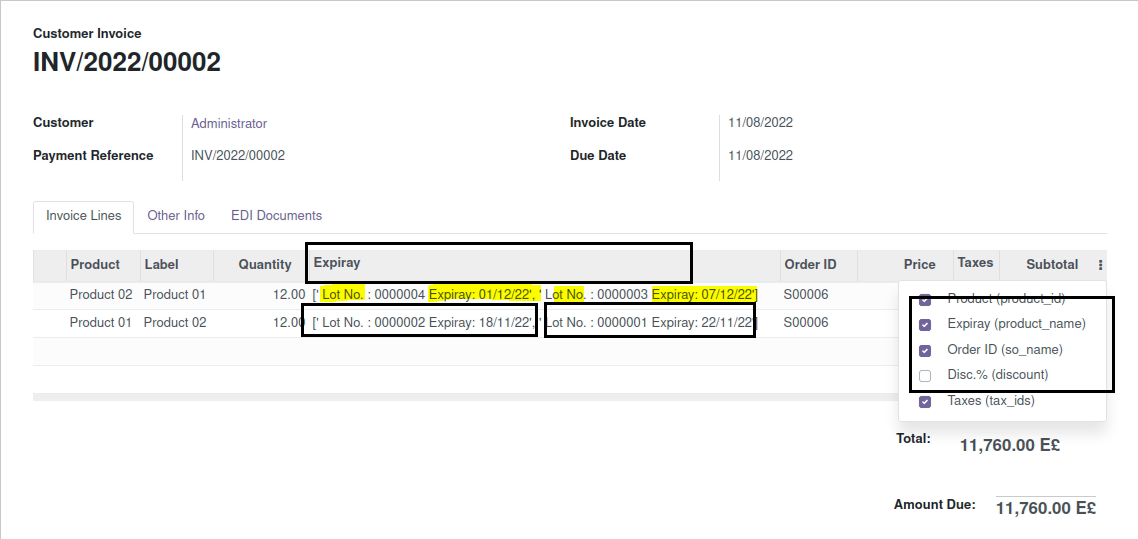 Customer Invoice
INV/2022/00002
Customer Administrator Invoice Date 11/08/2022
Payment Reference INV/2022/00002 Due Date 11/08/2022
Invoice Lines Other Info EDI Documents
Product Label Quantity Expiray Order ID Price Taxes Subtotal
Product 02 Product 01 12.00 [' Lot No. : 0000004 Expiray: 01/12/22', ' Lot No. : 0000003 Expiray: 07/12/22'] S00006
Product 01 Product 02 12.00 [' Lot No. : 0000002 Expiray: 18/11/22', ' Lot No. : 0000001 Expiray: 22/11/22'] S00006
Product (product_id)
Expiray (product_name)
Order ID (so_name)
Disc.% (discount)
Taxes (tax_ids)
Total: 11,760.00 E£
Amount Due: 11,760.00 E£